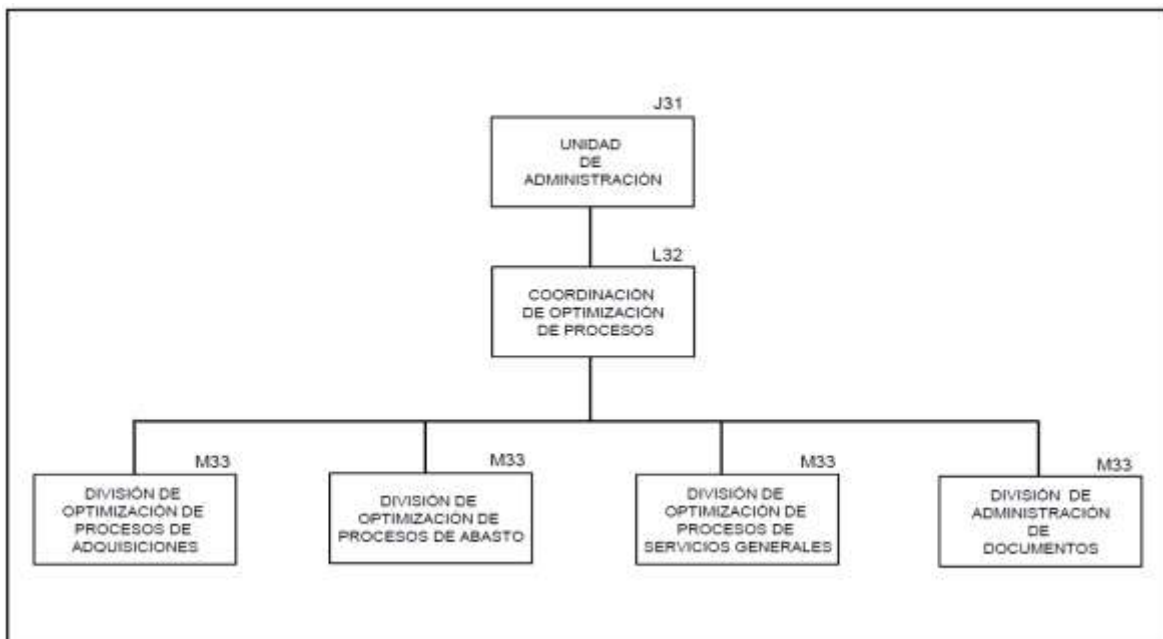 J31
UNIDAD
DE
ADMINISTRACIÓN
L32
COORDINACIÓN
DE OPTIMIZACIÓN
DE PROCESOS
M33
DIVISIÓN DE
OPTIMIZACIÓN DE
PROCESOS DE
ADQUISICIONES
M33
DIVISIÓN DE
OPTIMIZACIÓN DE
PROCESOS DE ABASTO
M33
DIVISIÓN DE
OPTIMIZACIÓN DE
PROCESOS DE
SERVICIOS GENERALES
M33
DIVISIÓN DE
ADMINISTRACIÓN
DE
DOCUMENTOS